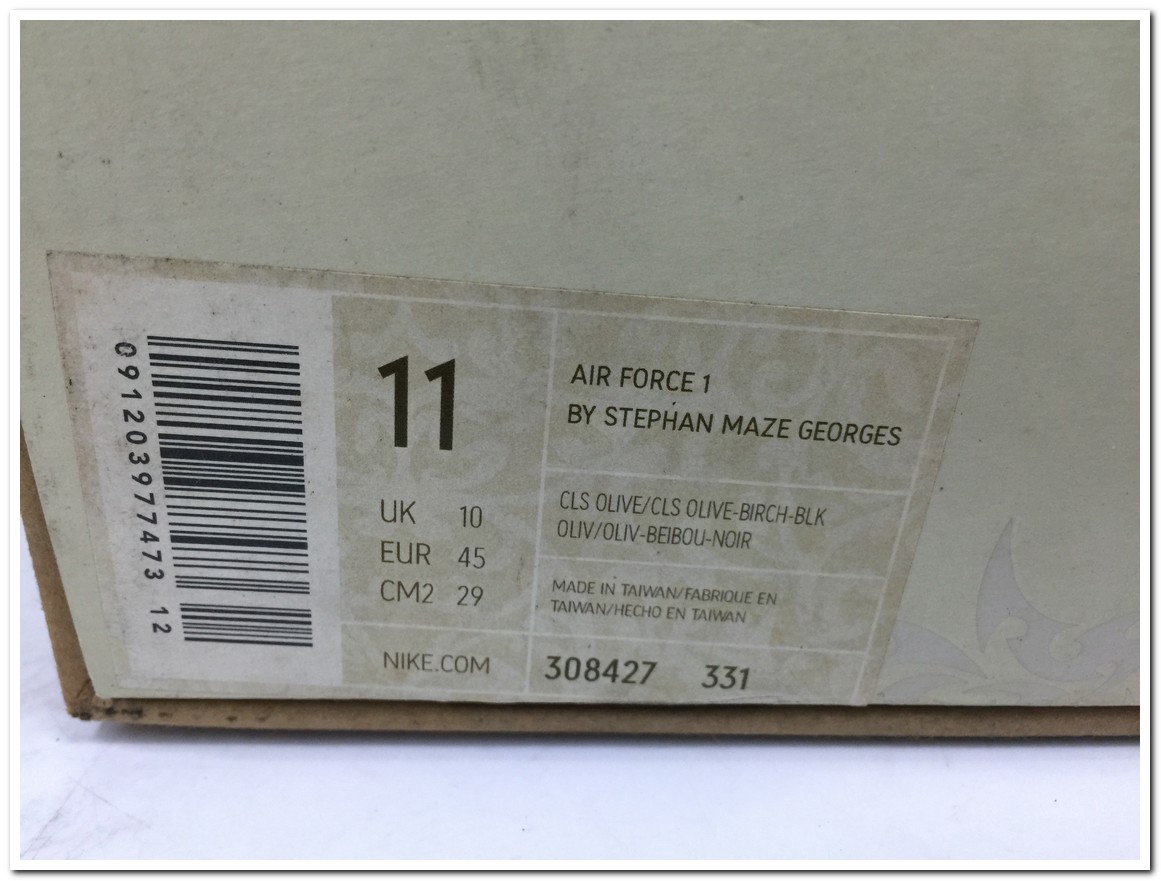 091203977473 12
11
UK 10
EUR 45
CM2 29
NIKE.COM
AIR FORCE 1
BY STEPHAN MAZE GEORGES
CLS OLIVE/CLS OLIVE-BIRCH-BLK
OLIV/OLIV-BEIBOU-NOIR
MADE IN TAIWAN/FABRIQUE EN
TAIWAN/HECHO EN TAIWAN
308427 331